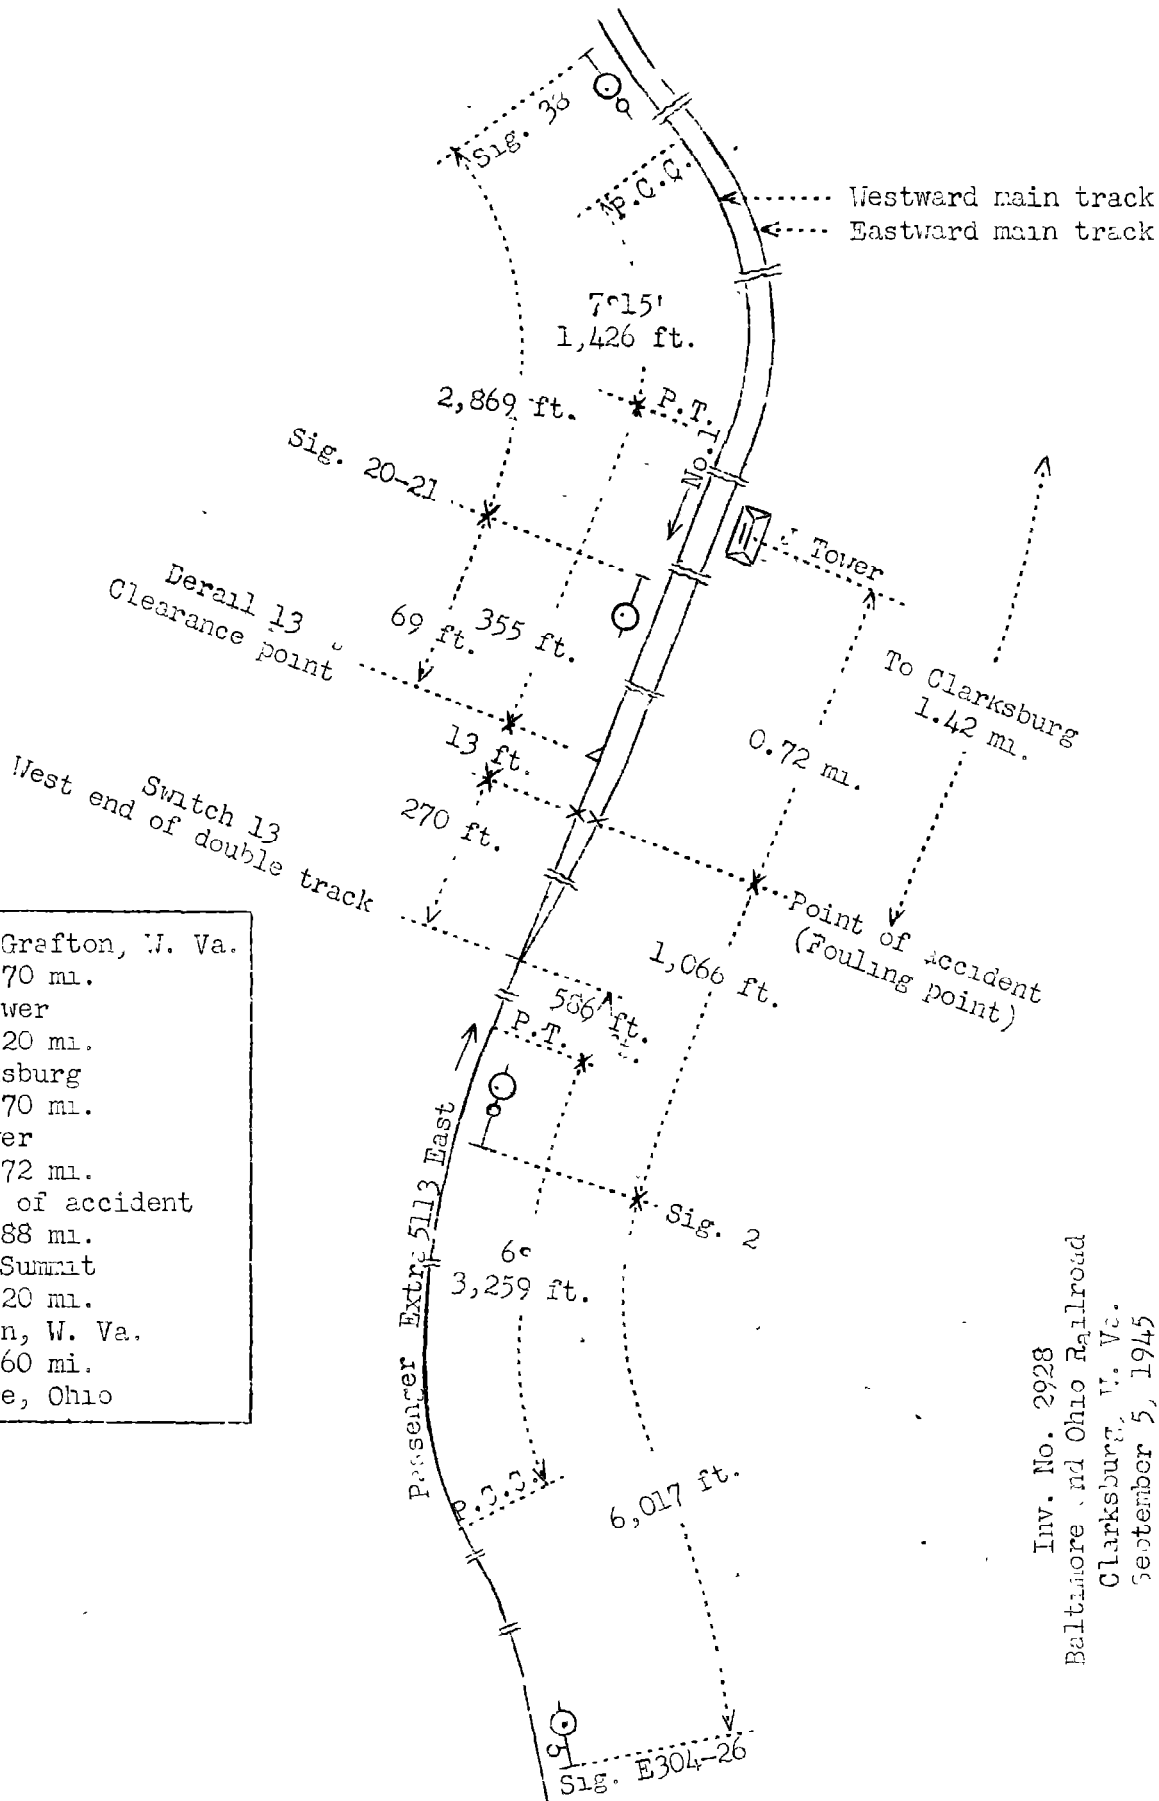 Sig. 38
P.C.C.
Westward main track
Eastward main track
7°15'
1,426 ft.
2,869 ft.
P.T.
No. 1
Sig. 20-21
J Tower
Derail 13
Clearance point
69 ft.
355 ft.
To Clarksburg
1.42 mi.
0.72 mi.
13 ft.
Switch 13
West end of double track
270 ft.
Point of accident
(Fouling point)
1,066 ft.
586 ft.
P.T.
Grafton, W. Va.
70 mi.
wer
20 mi.
sburg
70 mi.
er
72 mi.
of accident
88 mi.
Summit
20 mi.
n, W. Va.
60 mi.
e, Ohio
Passenger Extra 5113 East
Sig. 2
6°
3,259 ft.
P.C.C.
6,017 ft.
Sig. E304-26
Inv. No. 2928
Baltimore and Ohio Railroad
Clarksburg, W. Va.
September 5, 1945